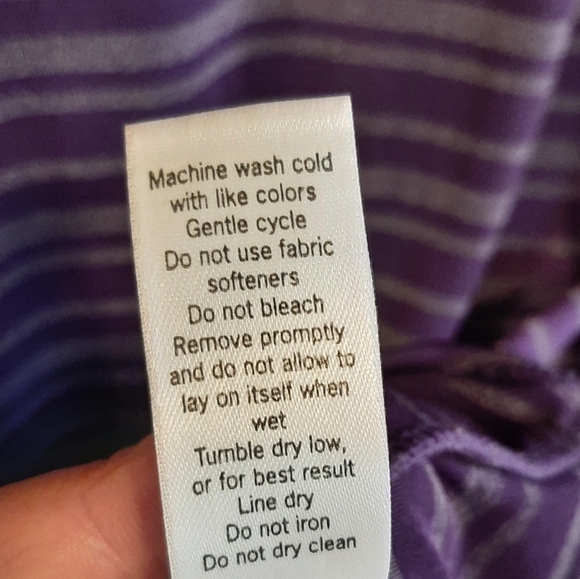 Machine wash cold
with like colors
Gentle cycle
Do not use fabric
softeners
Do not bleach
Remove promptly
and do not allow to
lay on itself when
wet
Tumble dry low,
or for best result
Line dry
Do not iron
Do not dry clean